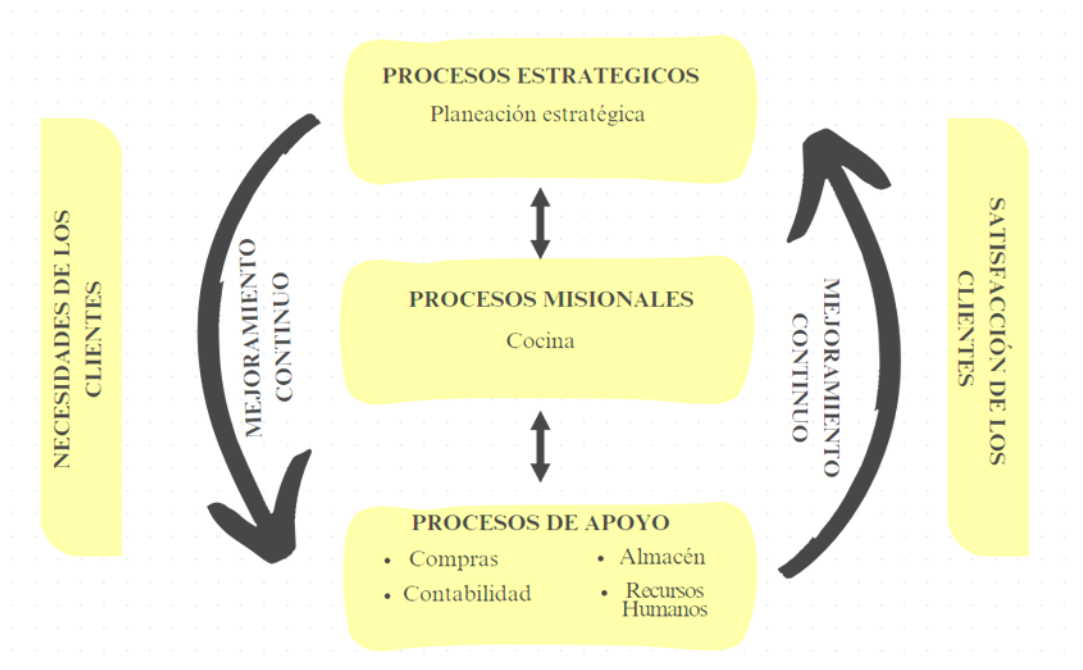 PROCESOS ESTRATEGICOS
Planeación estratégica
NECESIDADES DE LOS
CLIENTES
MEJORAMIENTO
CONTINUO
PROCESOS MISIONALES
Cocina
MEJORAMIENTO
CONTINUO
SATISFACCIÓN DE LOS
CLIENTES
PROCESOS DE APOYO
• Compras
• Contabilidad
• Almacén
• Recursos
Humanos